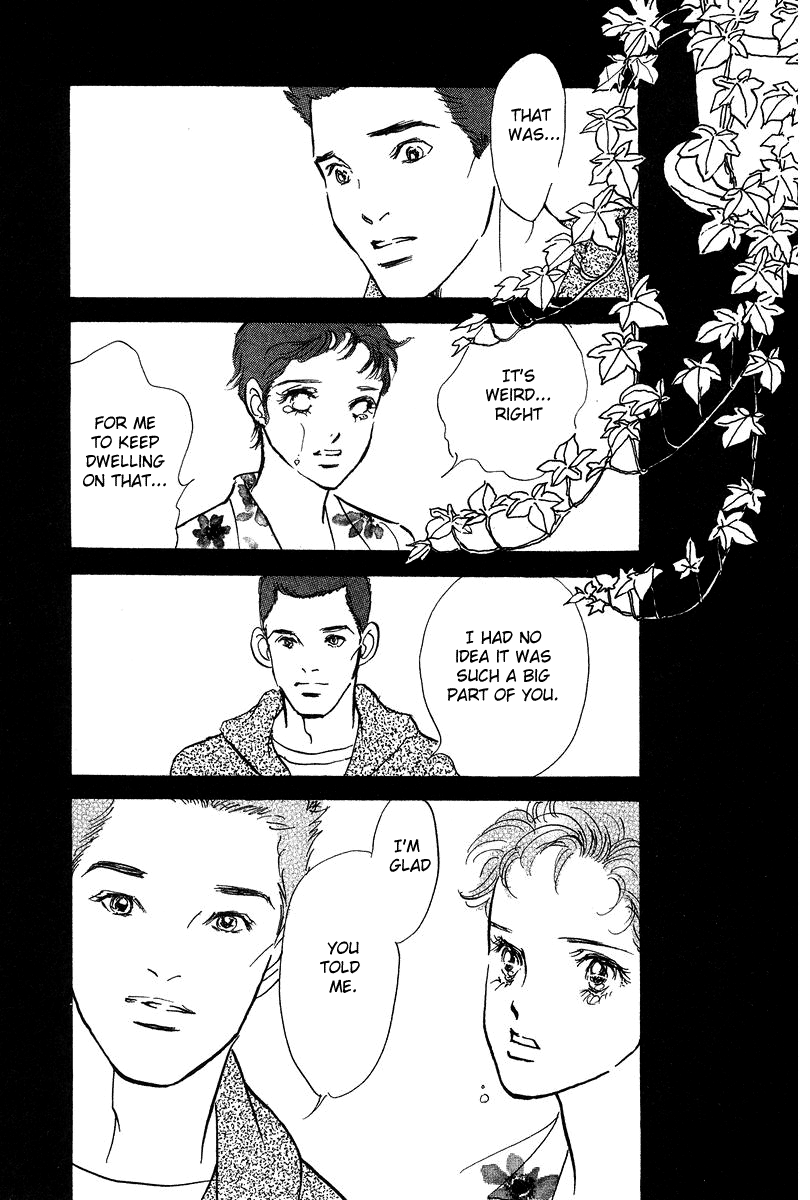 THAT
WAS...
IT'S
WEIRD...
RIGHT
FOR ME
TO KEEP
DWELLING
ON THAT...
I HAD NO
IDEA IT WAS
SUCH A BIG
PART OF YOU.
I'M
GLAD
YOU
TOLD
ME.